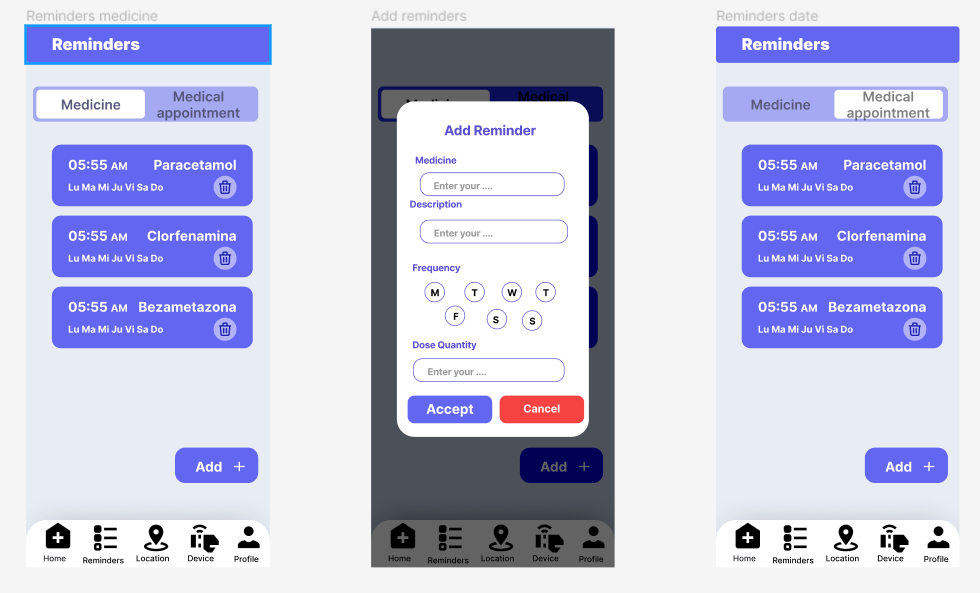 Reminders medicine
Reminders
Medicine
Medical
appointment
05:55 AM Paracetamol
Lu Ma Mi Ju Vi Sa Do
05:55 AM Clorfenamina
Lu Ma Mi Ju Vi Sa Do
05:55 AM Bezametazona
Lu Ma Mi Ju Vi Sa Do
Add +
Home Reminders Location Device Profile
Add reminders
Medical
Add Reminder
Medicine
Enter your ....
Description
Enter your ....
Frequency
M T W T
F S S
Dose Quantity
Enter your ....
Accept Cancel
Add +
Home Reminders Location Device Profile
Reminders date
Reminders
Medicine
Medical
appointment
05:55 AM Paracetamol
Lu Ma Mi Ju Vi Sa Do
05:55 AM Clorfenamina
Lu Ma Mi Ju Vi Sa Do
05:55 AM Bezametazona
Lu Ma Mi Ju Vi Sa Do
Add +
Home Reminders Location Device Profile